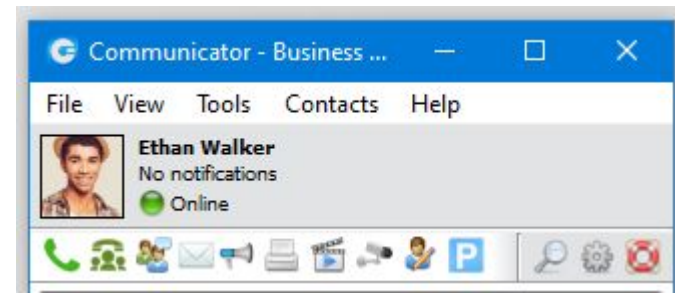 Communicator - Business ...
File View Tools Contacts Help
Ethan Walker
No notifications
Online
P